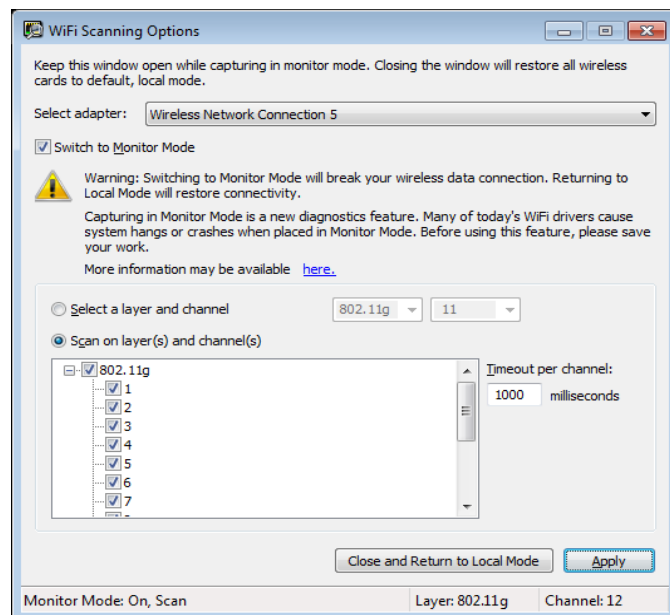 WiFi Scanning Options
Keep this window open while capturing in monitor mode. Closing the window will restore all wireless
cards to default, local mode.
Select adapter: Wireless Network Connection 5
Switch to Monitor Mode
Warning: Switching to Monitor Mode will break your wireless data connection. Returning to
Local Mode will restore connectivity.
Capturing in Monitor Mode is a new diagnostics feature. Many of today's WiFi drivers cause
system hangs or crashes when placed in Monitor Mode. Before using this feature, please save
your work.
More information may be available here.
Select a layer and channel 802.11g 11
Scan on layer(s) and channel(s)
802.11g
Timeout per channel:
1
1000 milliseconds
2
3
4
5
6
7
Close and Return to Local Mode Apply
Monitor Mode: On, Scan Layer: 802.11g Channel: 12